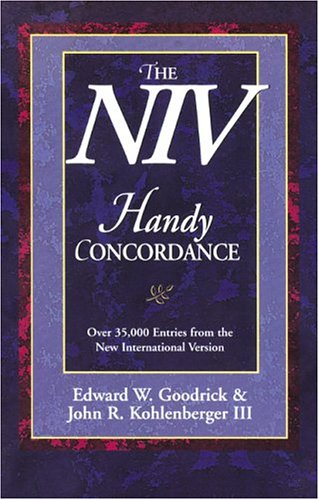 THE
NIV
Handy
CONCORDANCE
Over 35,000 Entries from the
New International Version
Edward W. Goodrick &
John R. Kohlenberger III